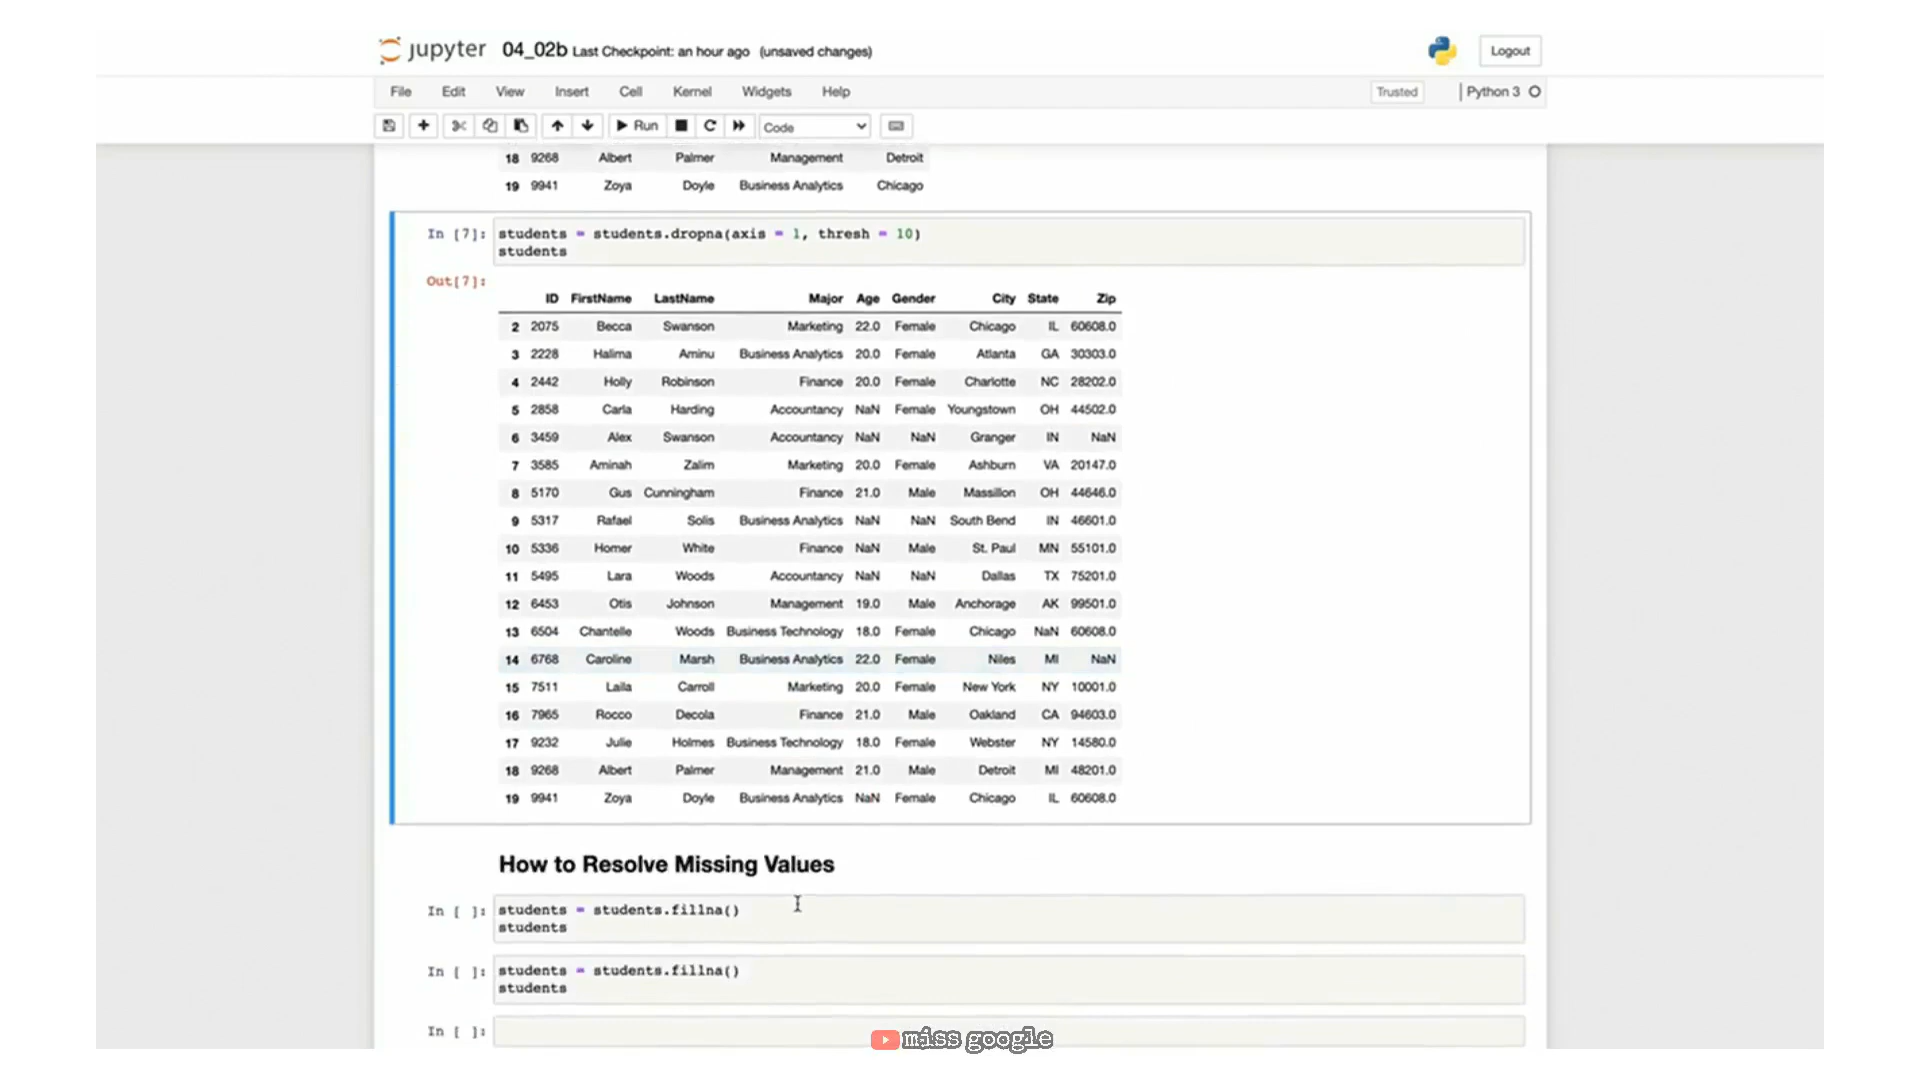 jupyter 04_02b Last Checkpoint: an hour ago (unsaved changes) Logout
File Edit View Insert Cell Kernel Widgets Help Trusted Python 3
Run Code
18 9268 Albert Palmer Management Detroit
19 9941 Zoya Doyle Business Analytics Chicago
In [7]: students = students.dropna(axis = 1, thresh = 10)
students
Out[7]:
ID FirstName LastName Major Age Gender City State Zip
2 2075 Becca Swanson Marketing 22.0 Female Chicago IL 60608.0
3 2228 Halima Aminu Business Analytics 20.0 Female Atlanta GA 30303.0
4 2442 Holly Robinson Finance 20.0 Female Charlotte NC 28202.0
5 2858 Carla Harding Accountancy NaN Female Youngstown OH 44502.0
6 3459 Alex Swanson Accountancy NaN NaN Granger IN NaN
7 3585 Aminah Zalim Marketing 20.0 Female Ashburn VA 20147.0
8 5170 Gus Cunningham Finance 21.0 Male Massillon OH 44646.0
9 5317 Rafael Solis Business Analytics NaN NaN South Bend IN 46601.0
10 5336 Homer White Finance NaN Male St. Paul MN 55101.0
11 5495 Lara Woods Accountancy NaN NaN Dallas TX 75201.0
12 6453 Otis Johnson Management 19.0 Male Anchorage AK 99501.0
13 6504 Chantelle Woods Business Technology 18.0 Female Chicago NaN 60608.0
14 6768 Caroline Marsh Business Analytics 22.0 Female Niles MI NaN
15 7511 Laila Carroll Marketing 20.0 Female New York NY 10001.0
16 7965 Rocco Decola Finance 21.0 Male Oakland CA 94603.0
17 9232 Julie Holmes Business Technology 18.0 Female Webster NY 14580.0
18 9268 Albert Palmer Management 21.0 Male Detroit MI 48201.0
19 9941 Zoya Doyle Business Analytics NaN Female Chicago IL 60608.0
How to Resolve Missing Values
In [ ]: students = students.fillna()
students
In [ ]: students = students.fillna()
students
In [ ]:
miss google